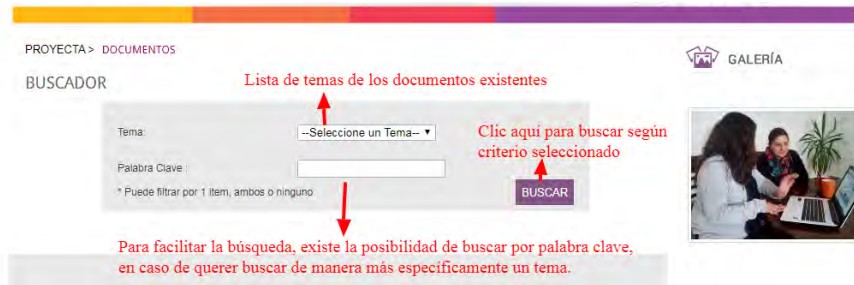 PROYECTA > DOCUMENTOS
GALERÍA
BUSCADOR
Lista de temas de los documentos existentes
Tema:
--Seleccione un Tema--
Clic aquí para buscar según
criterio seleccionado
Palabra Clave :
* Puede filtrar por 1 item, ambos o ninguno
BUSCAR
Para facilitar la búsqueda, existe la posibilidad de buscar por palabra clave,
en caso de querer buscar de manera más específicamente un tema.